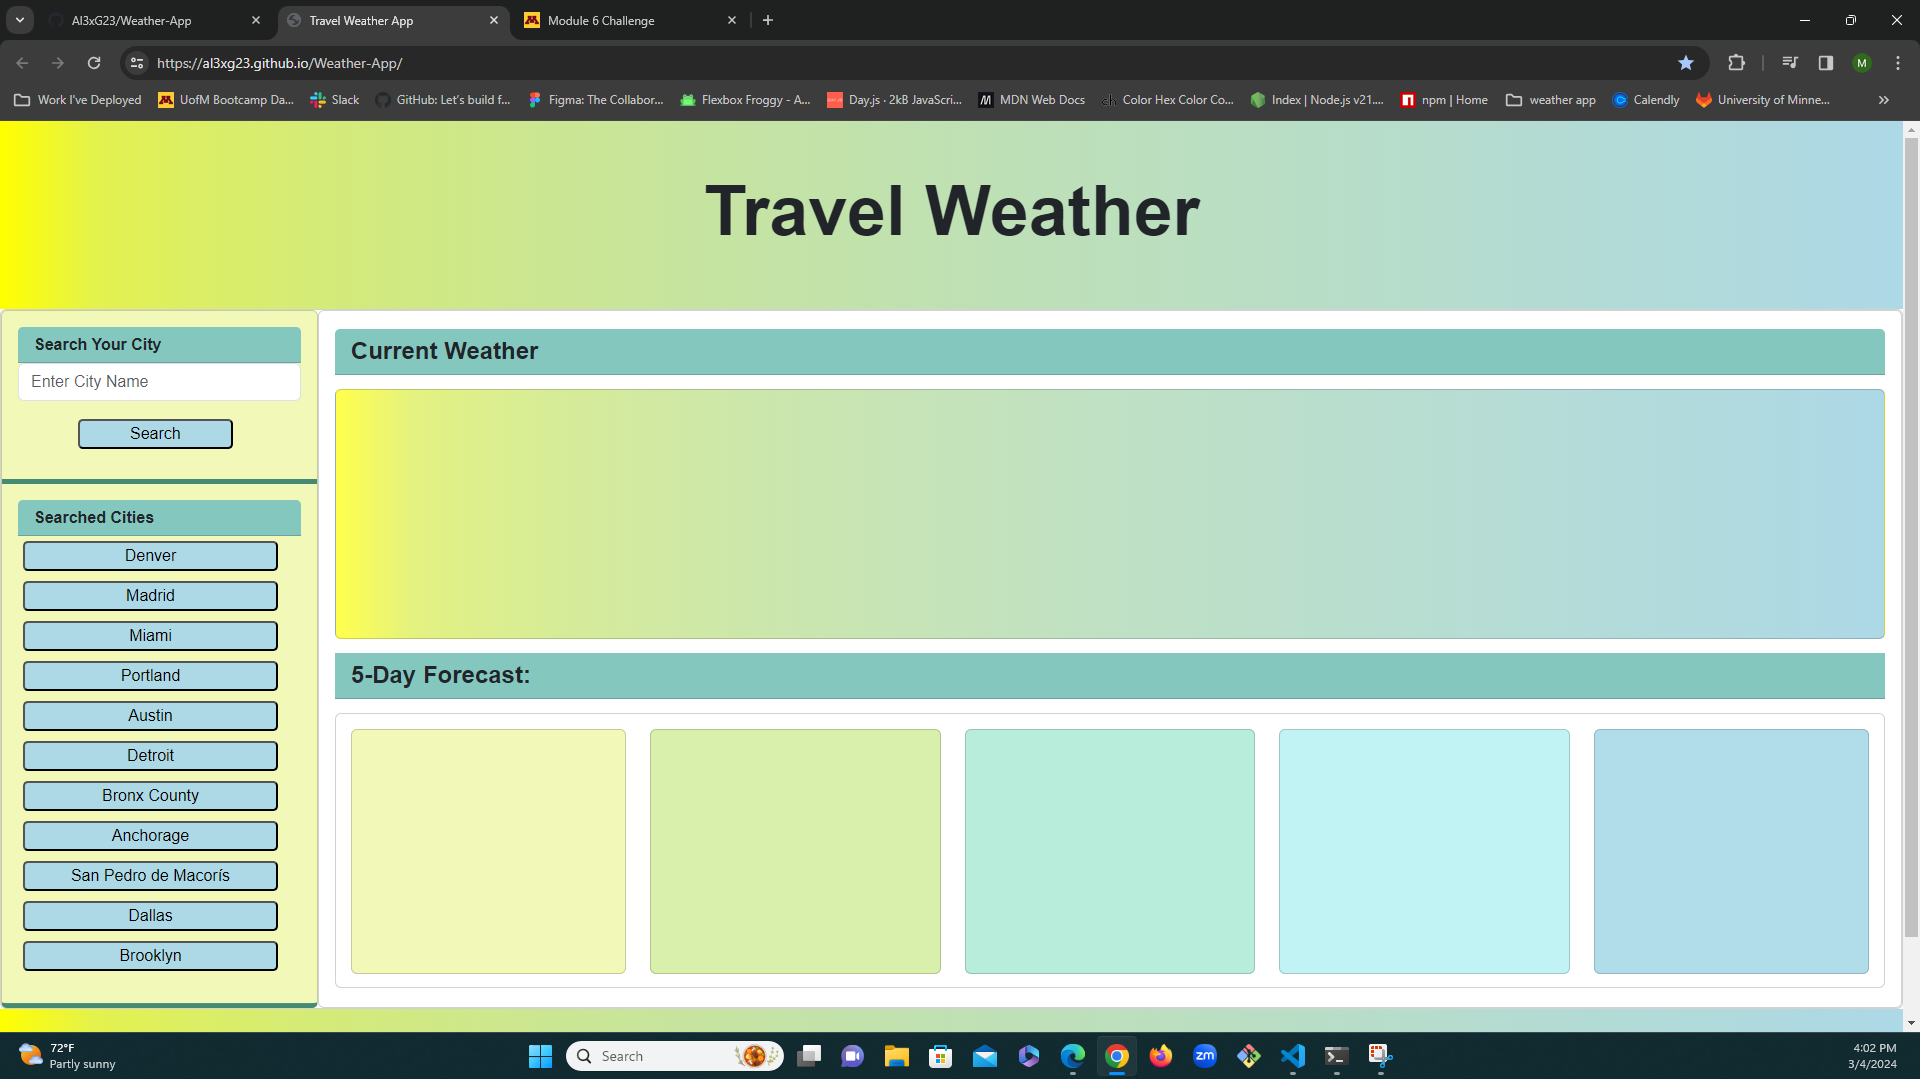 Al3xG23/Weather-App
Travel Weather App
Module 6 Challenge
https://al3xg23.github.io/Weather-App/
M
Work I've Deployed
UofM Bootcamp Da...
Slack
GitHub: Let's build f...
Figma: The Collabor...
Flexbox Froggy - A...
Day.js · 2kB JavaScri...
MDN Web Docs
Color Hex Color Co...
Index | Node.js v21....
npm | Home
weather app
Calendly
University of Minne...
Travel Weather
Search Your City
Enter City Name
Search
Searched Cities
Denver
Madrid
Miami
Portland
Austin
Detroit
Bronx County
Anchorage
San Pedro de Macorís
Dallas
Brooklyn
Current Weather
5-Day Forecast:
72°F
Partly sunny
Search
zm
4:02 PM
3/4/2024